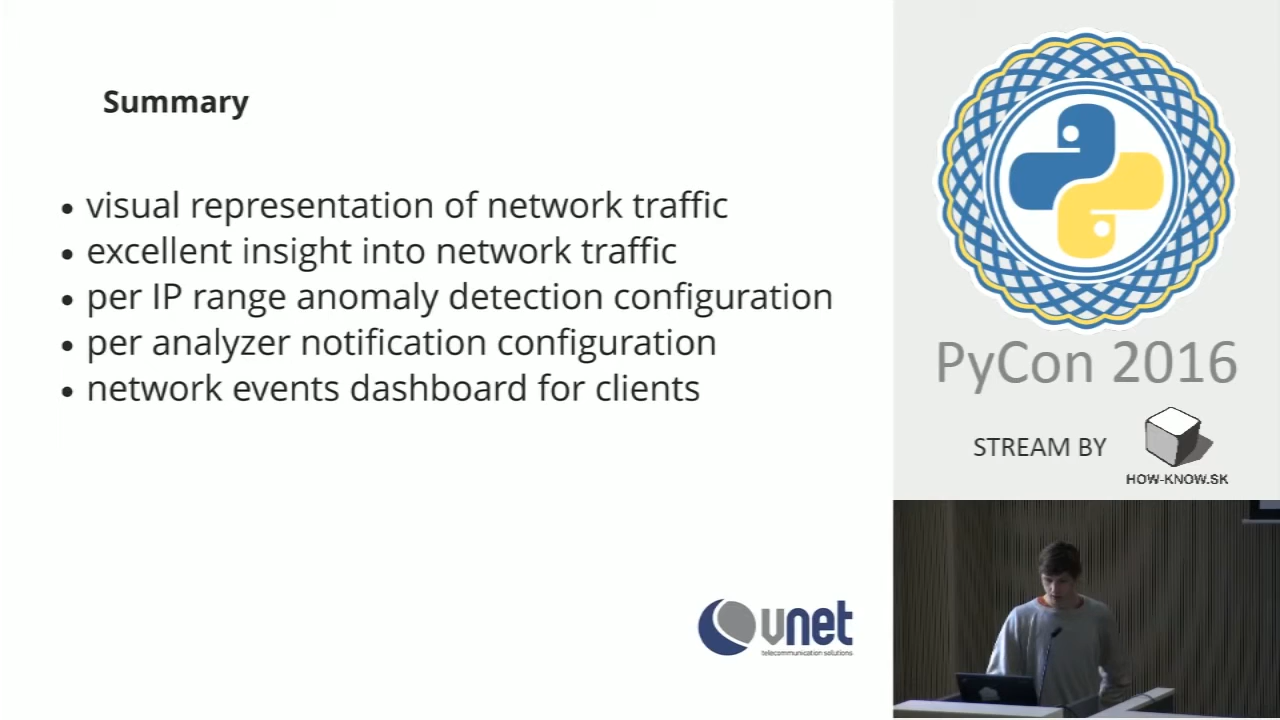 Summary
visual representation of network traffic
excellent insight into network traffic
per IP range anomaly detection configuration
per analyzer notification configuration
network events dashboard for clients
vnet
telecommunication solutions
PyCon 2016
STREAM BY
HOW-KNOW.SK